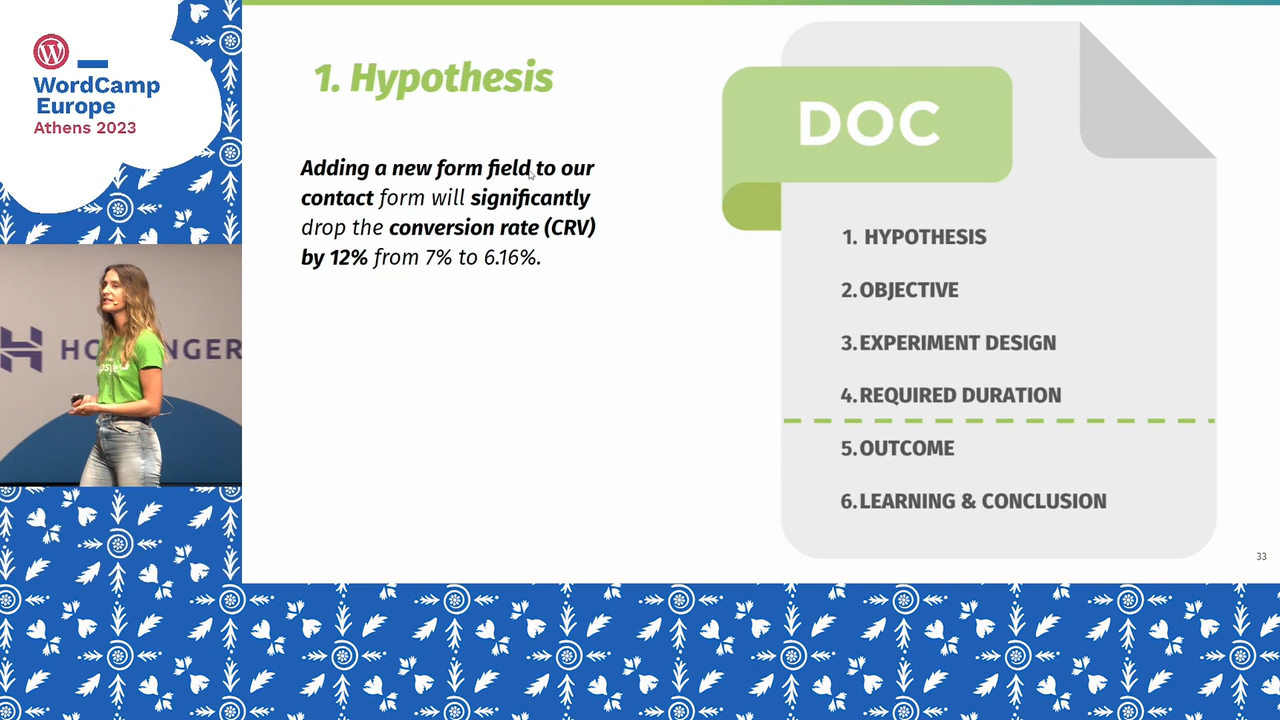 WordCamp
Europe
Athens 2023
1. Hypothesis
Adding a new form field to our
contact form will significantly
drop the conversion rate (CRV)
by 12% from 7% to 6.16%.
DOC
1. HYPOTHESIS
2. OBJECTIVE
3. EXPERIMENT DESIGN
4. REQUIRED DURATION
5. OUTCOME
6. LEARNING & CONCLUSION
33